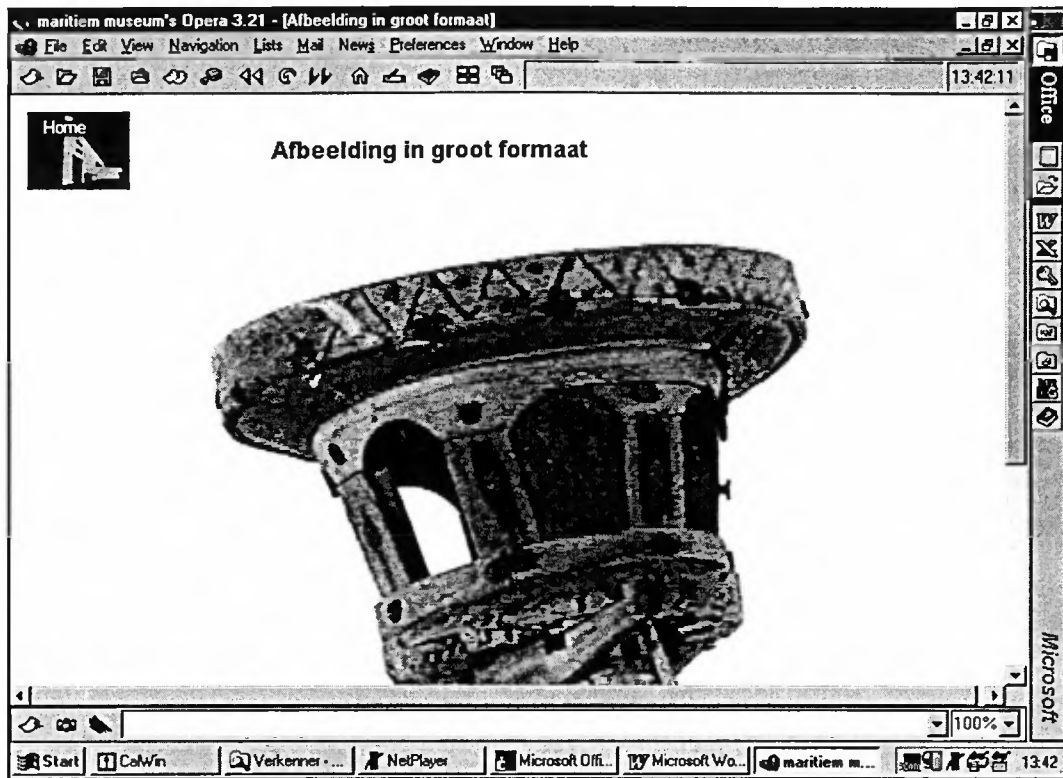 maritiem museum's Opera 3.21 - [Afbeelding in groot formaat]
File Edit View Navigation Lists Mail News Preferences Window Help
13:42:11
Office
Home
Afbeelding in groot formaat
Microsoft
100%
Start CalWin Verkenner - ... NetPlayer Microsoft Offi... Microsoft Wo... maritiem m... 13:42